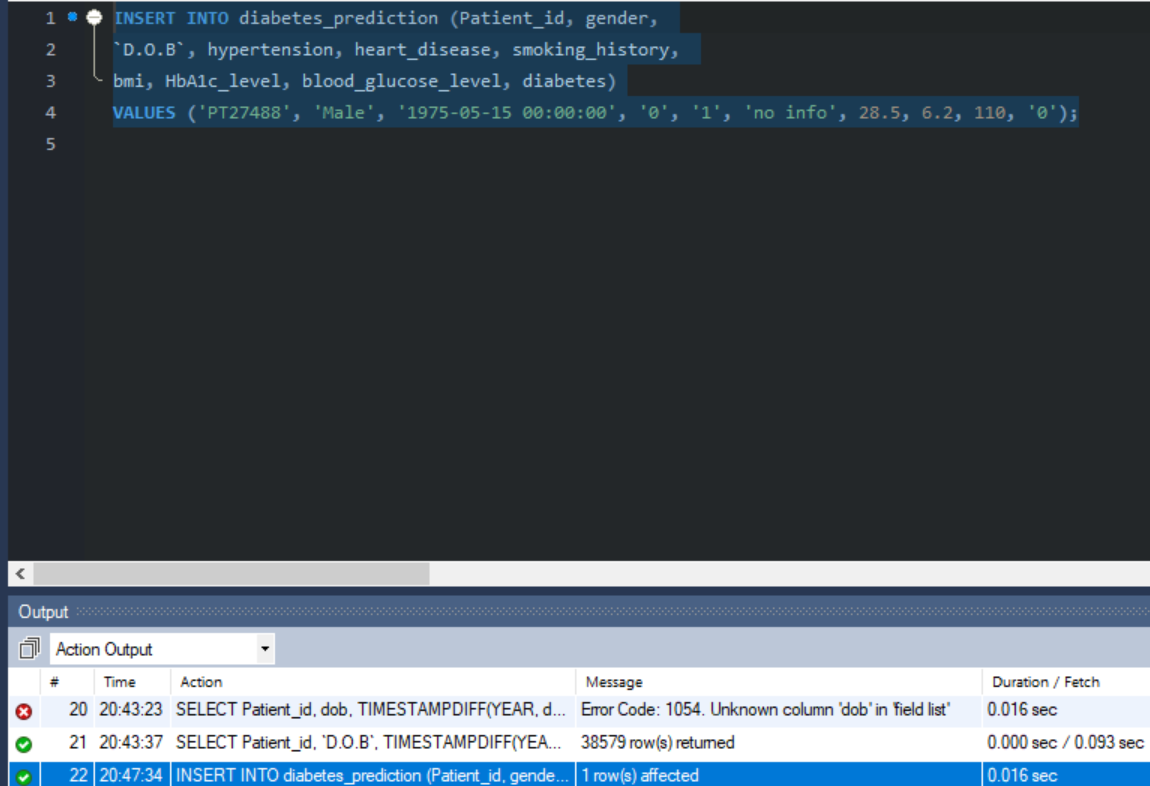 1 INSERT INTO diabetes_prediction (Patient_id, gender,
2 `D.O.B`, hypertension, heart_disease, smoking_history,
3 bmi, HbA1c_level, blood_glucose_level, diabetes)
4 VALUES ('PT27488', 'Male', '1975-05-15 00:00:00', '0', '1', 'no info', 28.5, 6.2, 110, '0');
5
Output
Action Output
# Time Action Message Duration / Fetch
20 20:43:23 SELECT Patient_id, dob, TIMESTAMPDIFF(YEAR, d... Error Code: 1054. Unknown column 'dob' in 'field list' 0.016 sec
21 20:43:37 SELECT Patient_id, `D.O.B`, TIMESTAMPDIFF(YEA... 38579 row(s) returned 0.000 sec / 0.093 sec
22 20:47:34 INSERT INTO diabetes_prediction (Patient_id, gende... 1 row(s) affected 0.016 sec